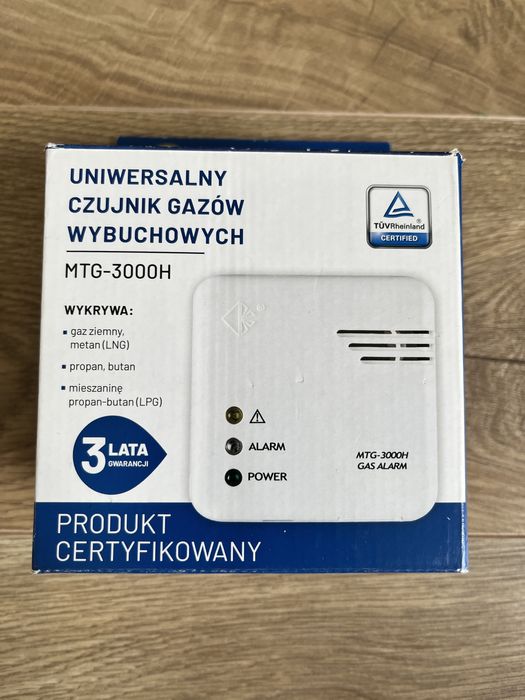 UNIWERSALNY
CZUJNIK GAZÓW
WYBUCHOWYCH
MTG-3000H
TÜVRheinland®
CERTIFIED
WYKRYWA:
gaz ziemny,
metan (LNG)
propan, butan
mieszaninę
propan-butan (LPG)
3 LATA
GWARANCJI
ALARM
POWER
MTG-3000H
GAS ALARM
PRODUKT
CERTYFIKOWANY